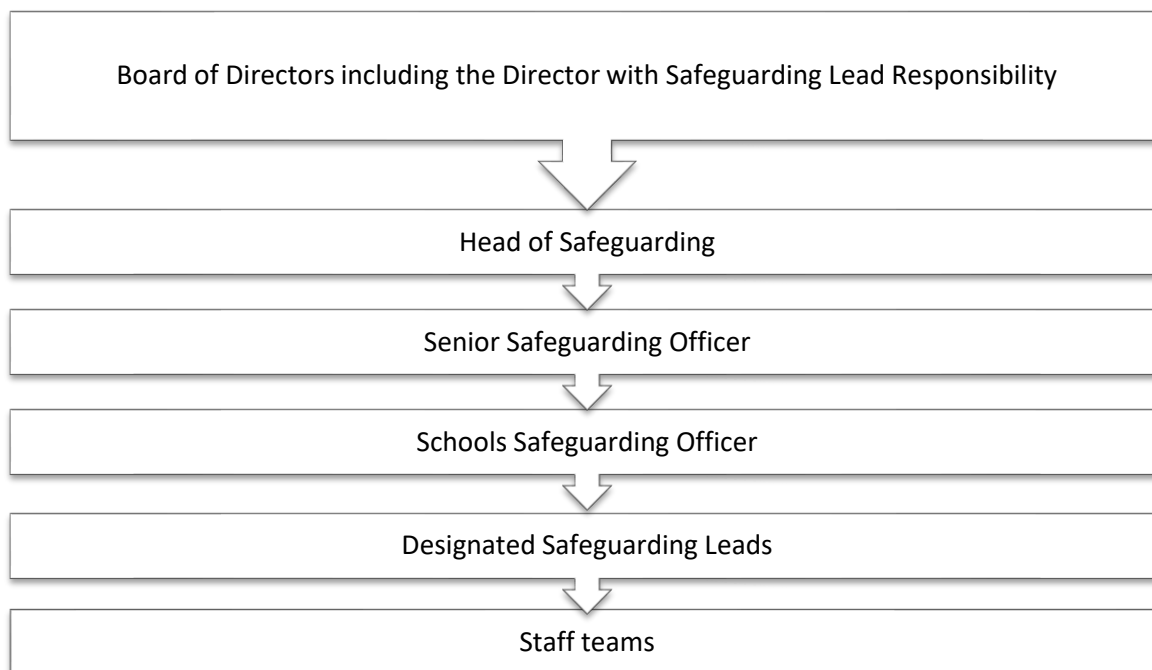 Board of Directors including the Director with Safeguarding Lead Responsibility
Head of Safeguarding
Senior Safeguarding Officer
Schools Safeguarding Officer
Designated Safeguarding Leads
Staff teams